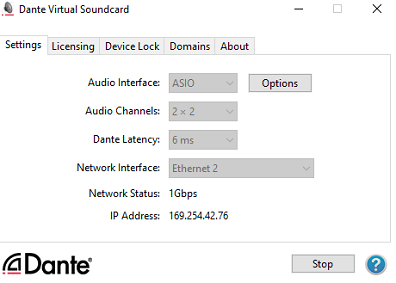 Dante Virtual Soundcard
Settings Licensing Device Lock Domains About
Audio Interface: ASIO Options
Audio Channels: 2 × 2
Dante Latency: 6 ms
Network Interface: Ethernet 2
Network Status: 1Gbps
IP Address: 169.254.42.76
Dante® Stop ?